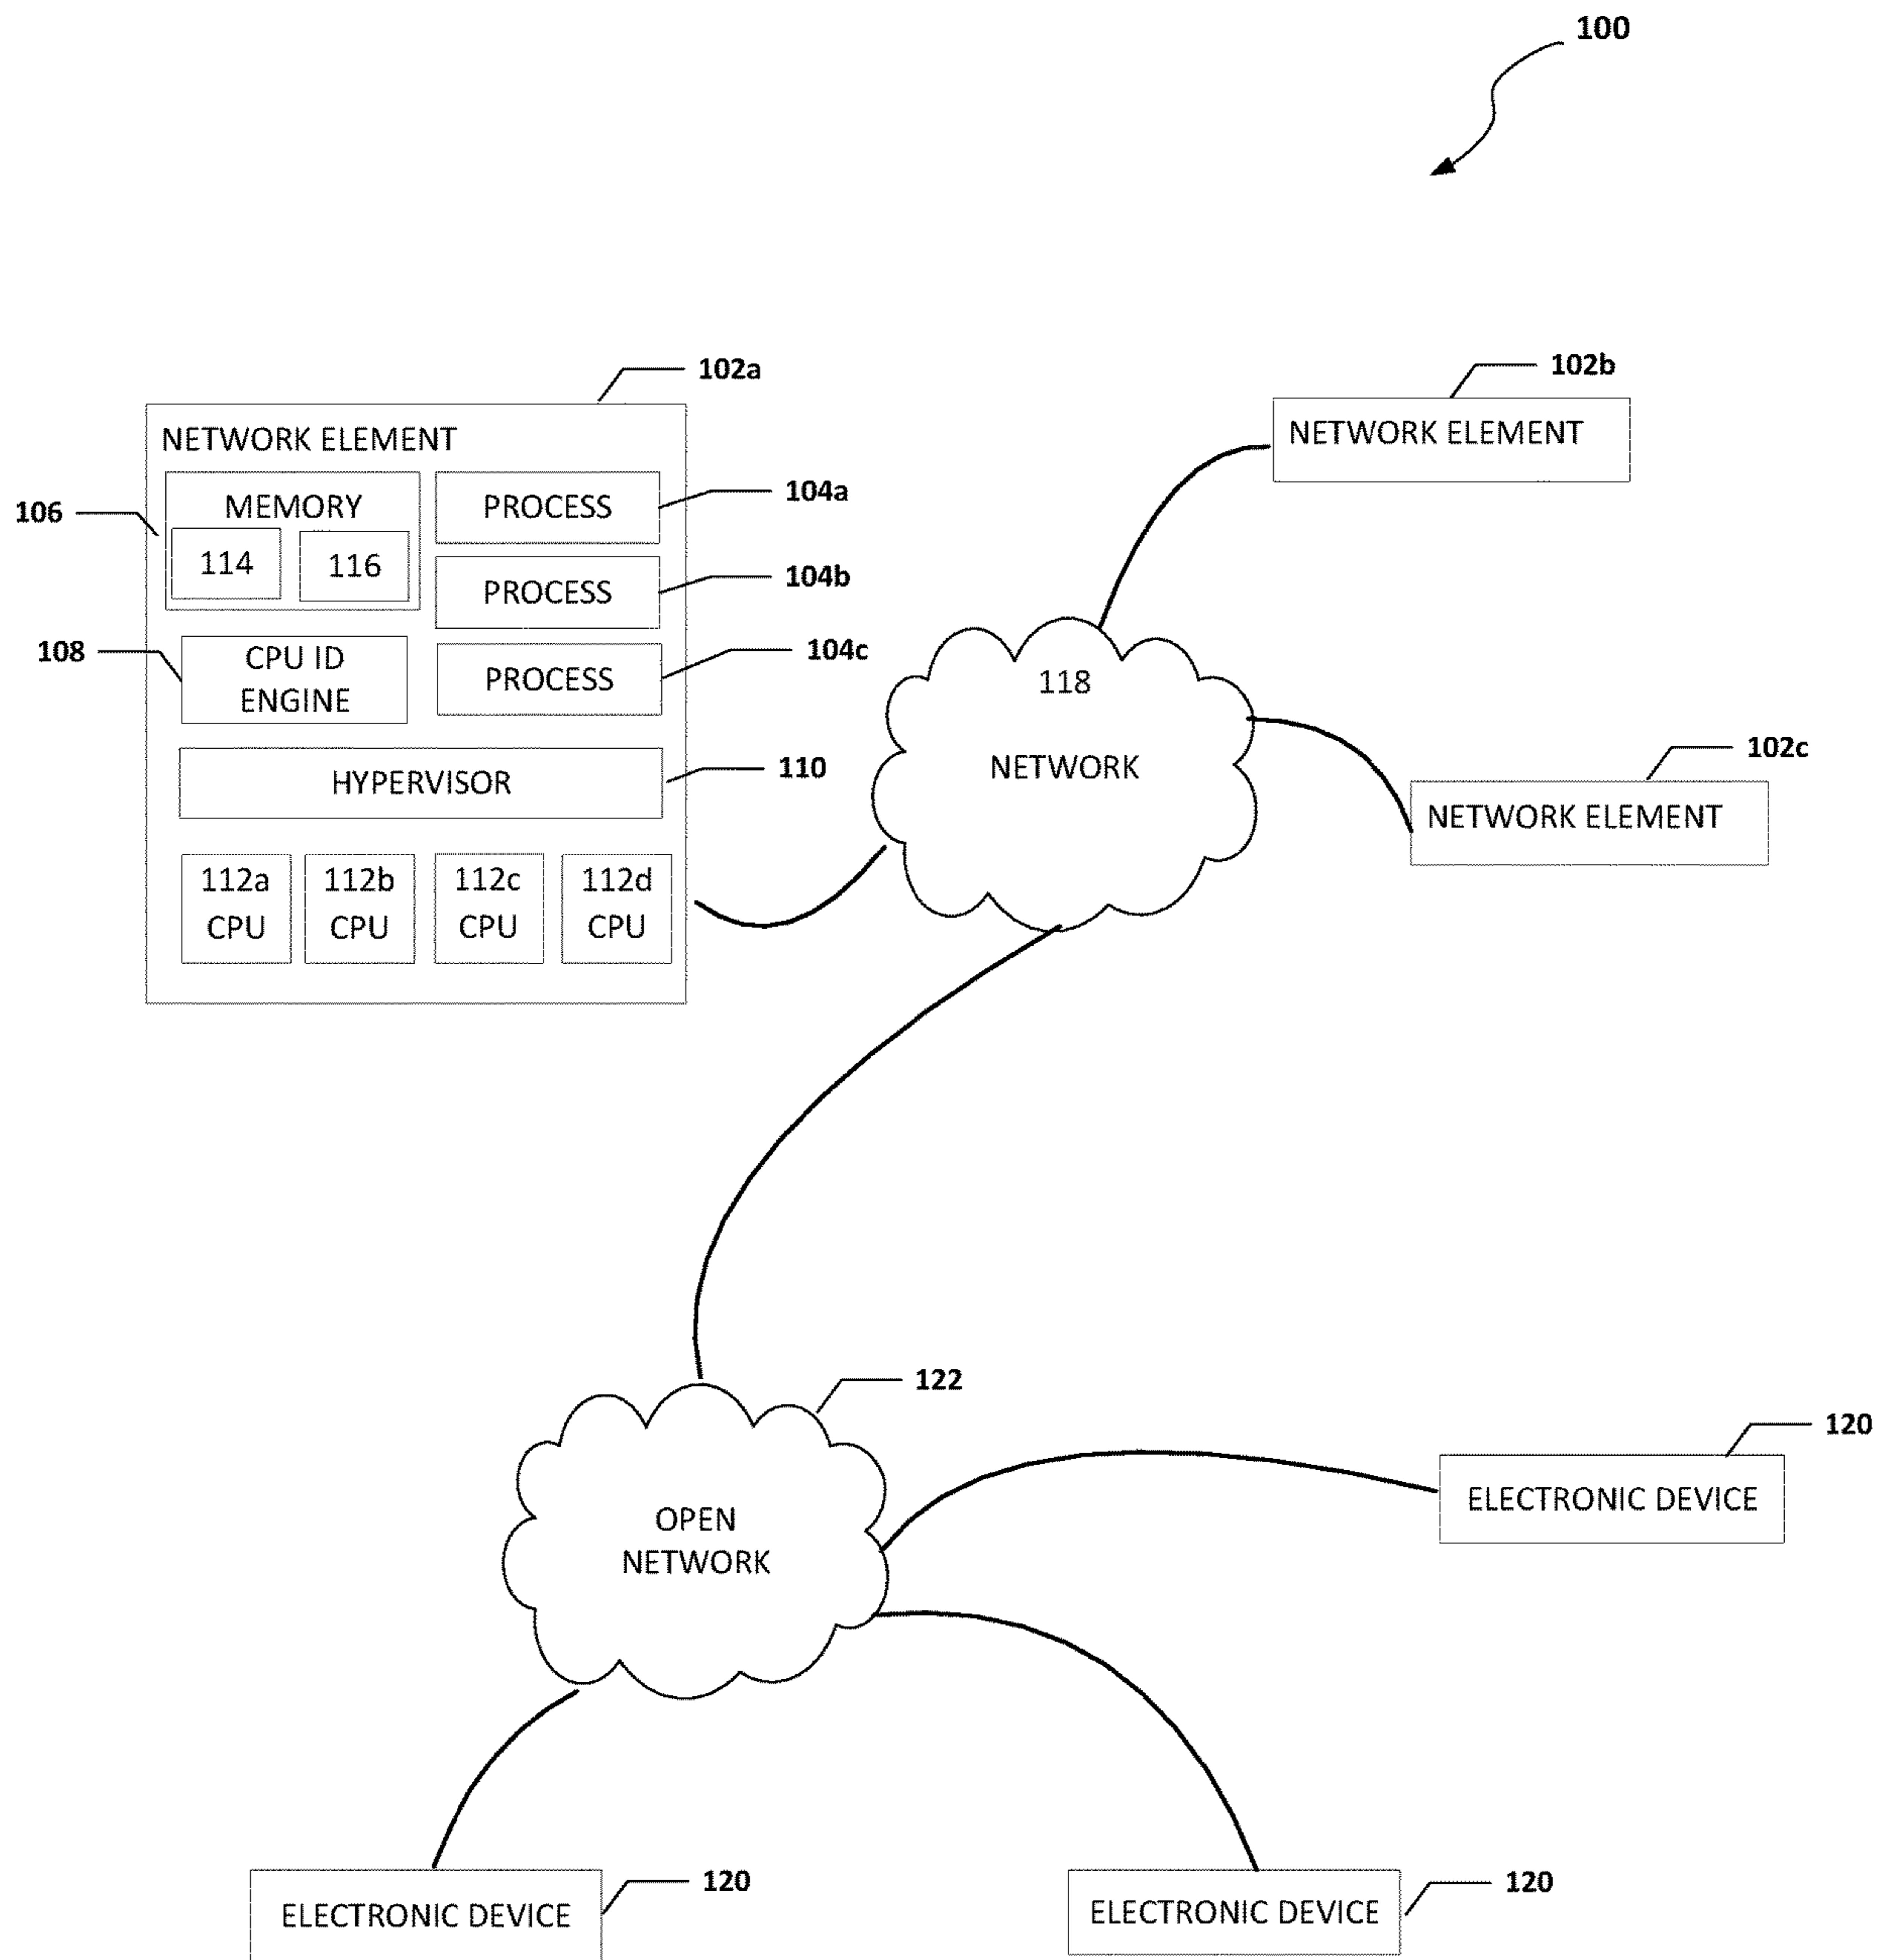 100
102a
102b
NETWORK ELEMENT
NETWORK ELEMENT
106
MEMORY
114
116
PROCESS
104a
PROCESS
104b
108
CPU ID
ENGINE
PROCESS
104c
118
NETWORK
102c
NETWORK ELEMENT
HYPERVISOR
110
112a
CPU
112b
CPU
112c
CPU
112d
CPU
122
OPEN
NETWORK
120
ELECTRONIC DEVICE
120
ELECTRONIC DEVICE
120
ELECTRONIC DEVICE